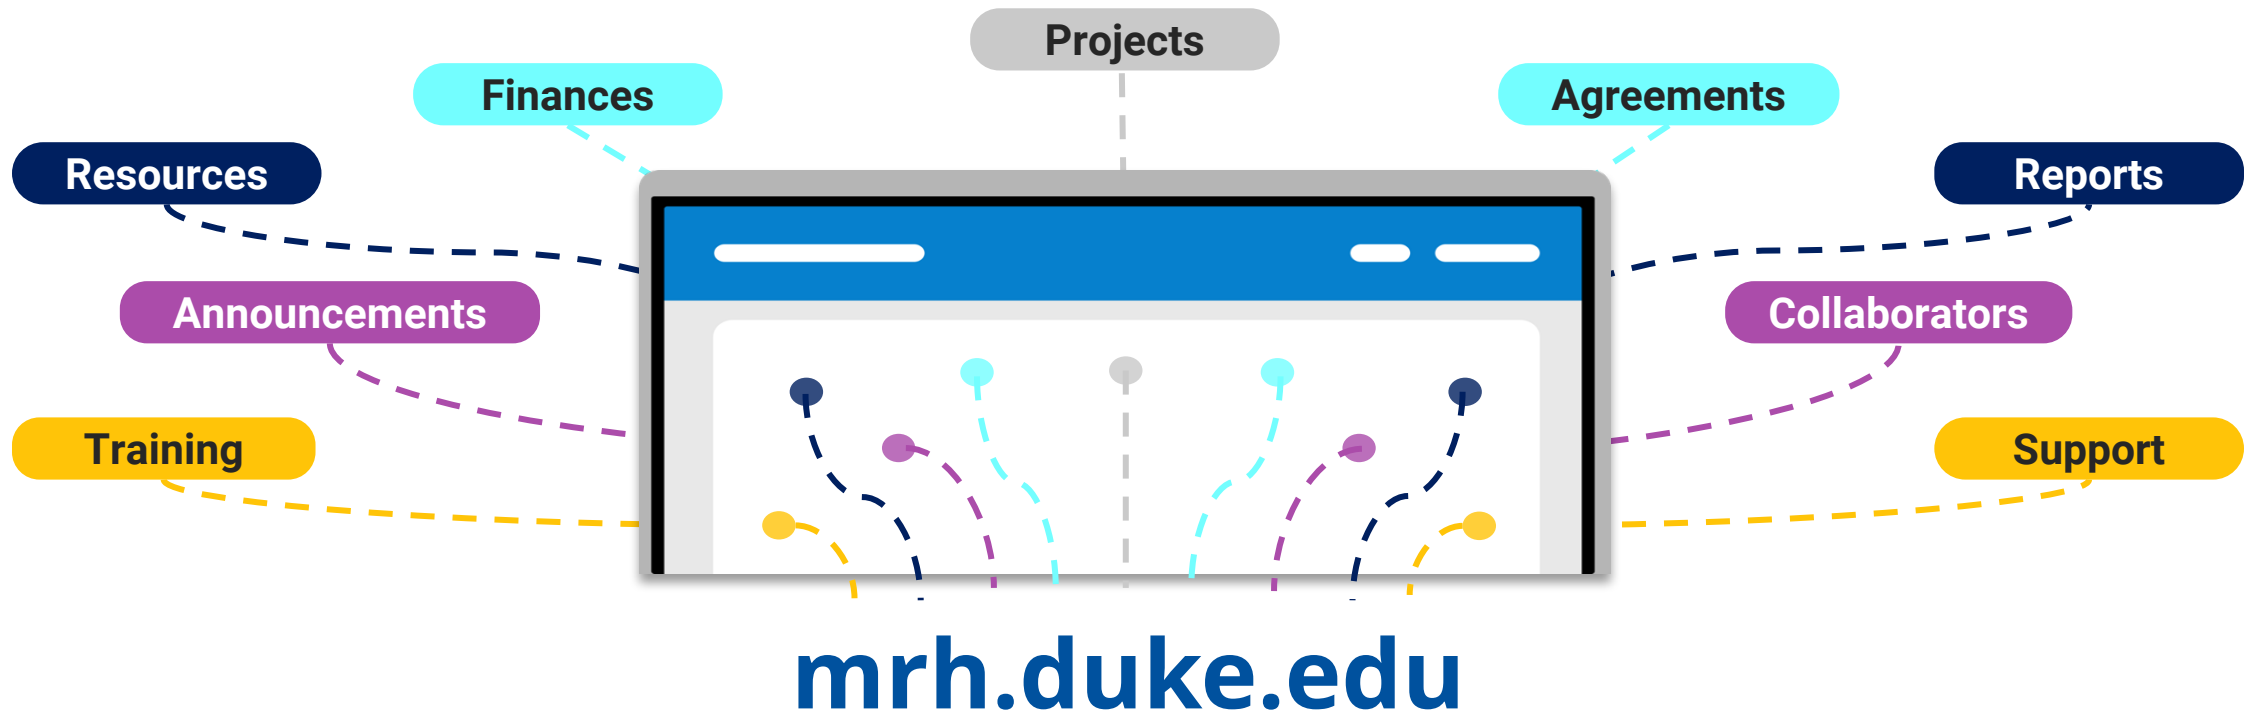 Projects
Finances
Agreements
Resources
Reports
Announcements
Collaborators
Training
Support
mrh.duke.edu